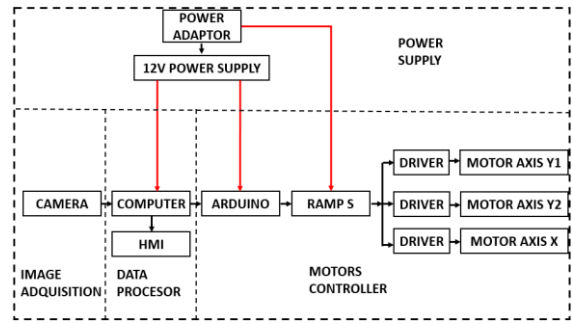 POWER
ADAPTOR
POWER
SUPPLY
12V POWER SUPPLY
CAMERA
COMPUTER
ARDUINO
RAMP S
DRIVER
MOTOR AXIS Y1
DRIVER
MOTOR AXIS Y2
DRIVER
MOTOR AXIS X
HMI
IMAGE
ADQUISITION
DATA
PROCESOR
MOTORS
CONTROLLER